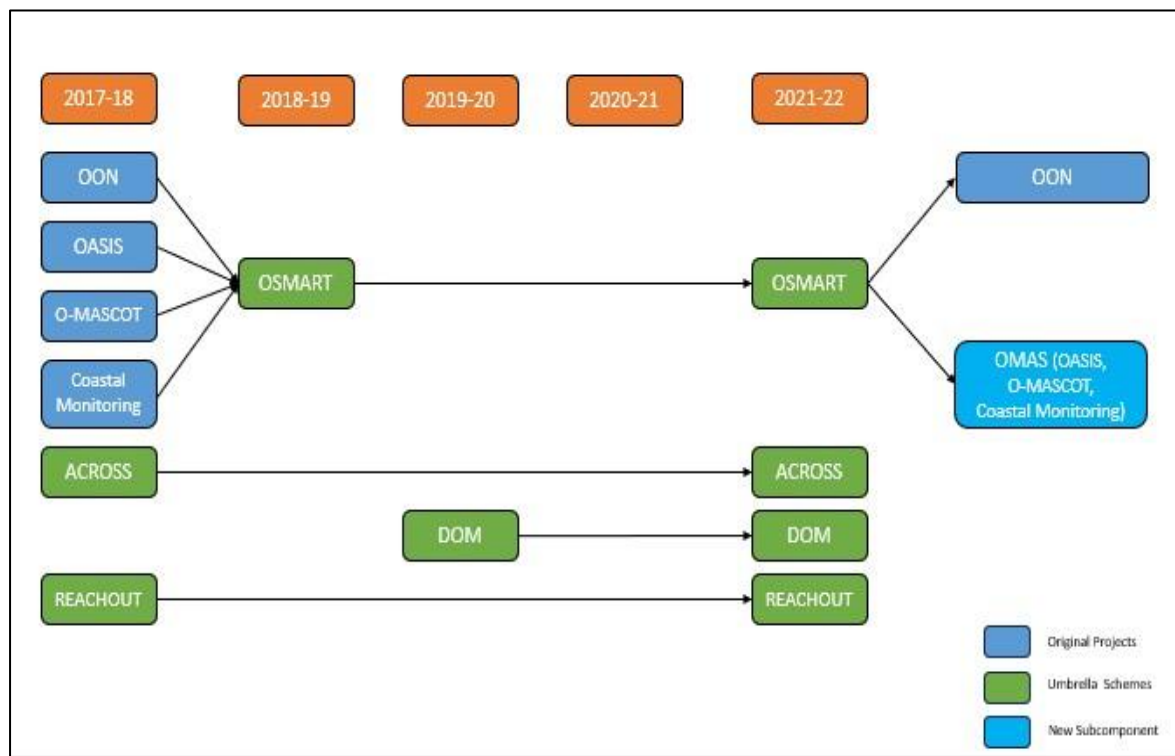 2017-18
2018-19
2019-20
2020-21
2021-22
OON
OON
OASIS
OSMART
OSMART
O-MASCOT
Coastal
Monitoring
OMAS (OASIS,
O-MASCOT,
Coastal Monitoring)
ACROSS
ACROSS
DOM
DOM
REACHOUT
REACHOUT
Original Projects
Umbrella Schemes
New Subcomponent